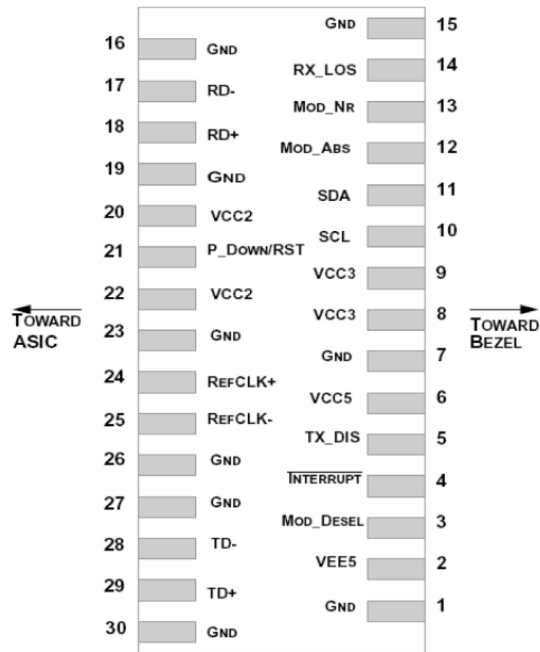 16 GND
17 RD-
18 RD+
19 GND
20 VCC2
21 P_DOWN/RST
22 VCC2
23 GND
24 REFCLK+
25 REFCLK-
26 GND
27 GND
28 TD-
29 TD+
30 GND
TOWARD
ASIC
GND 15
RX_LOS 14
MOD_NR 13
MOD_ABS 12
SDA 11
SCL 10
VCC3 9
VCC3 8
GND 7
VCC5 6
TX_DIS 5
INTERRUPT 4
MOD_DESEL 3
VEE5 2
GND 1
TOWARD
BEZEL